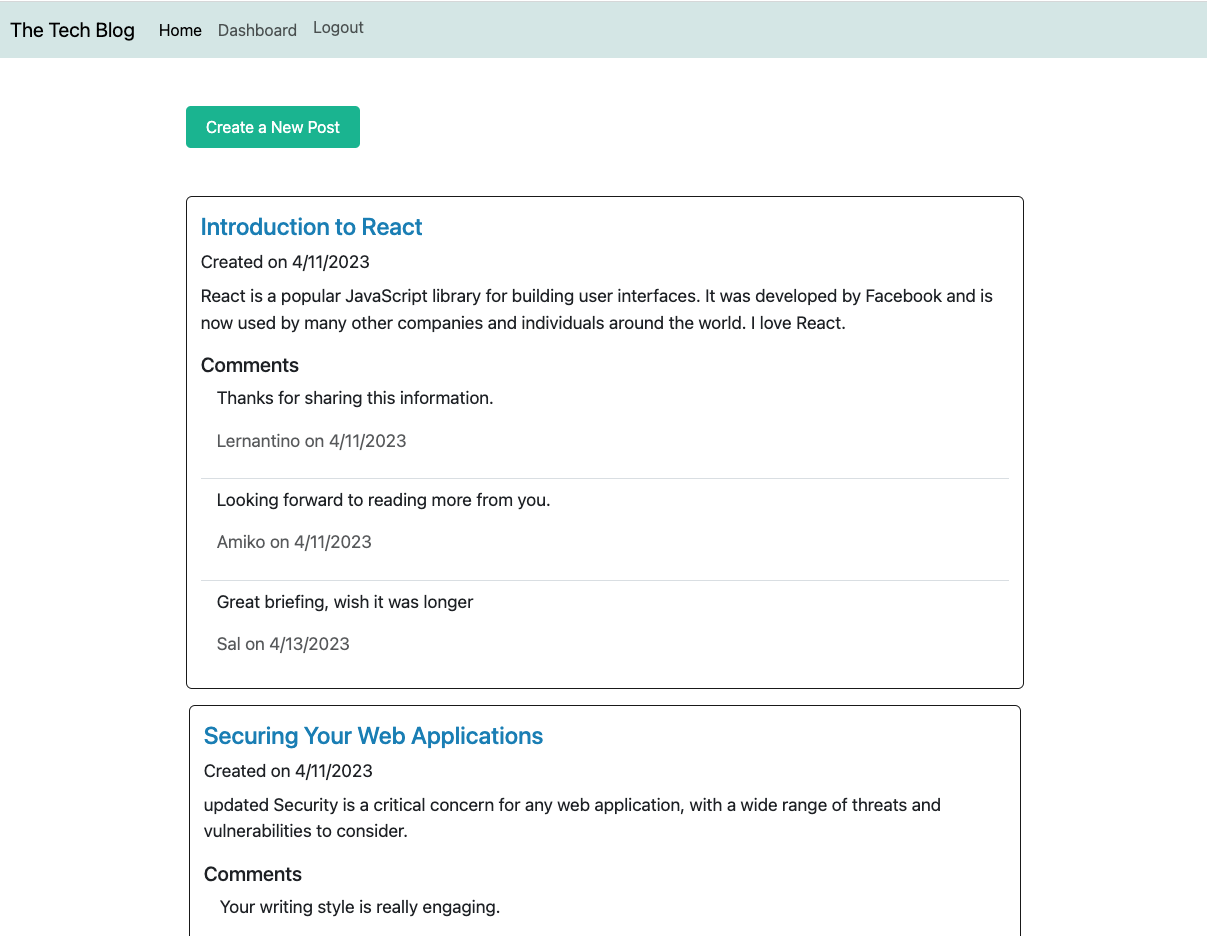 The Tech Blog Home Dashboard Logout
Create a New Post
Introduction to React
Created on 4/11/2023
React is a popular JavaScript library for building user interfaces. It was developed by Facebook and is
now used by many other companies and individuals around the world. I love React.
Comments
Thanks for sharing this information.
Lernantino on 4/11/2023
Looking forward to reading more from you.
Amiko on 4/11/2023
Great briefing, wish it was longer
Sal on 4/13/2023
Securing Your Web Applications
Created on 4/11/2023
updated Security is a critical concern for any web application, with a wide range of threats and
vulnerabilities to consider.
Comments
Your writing style is really engaging.